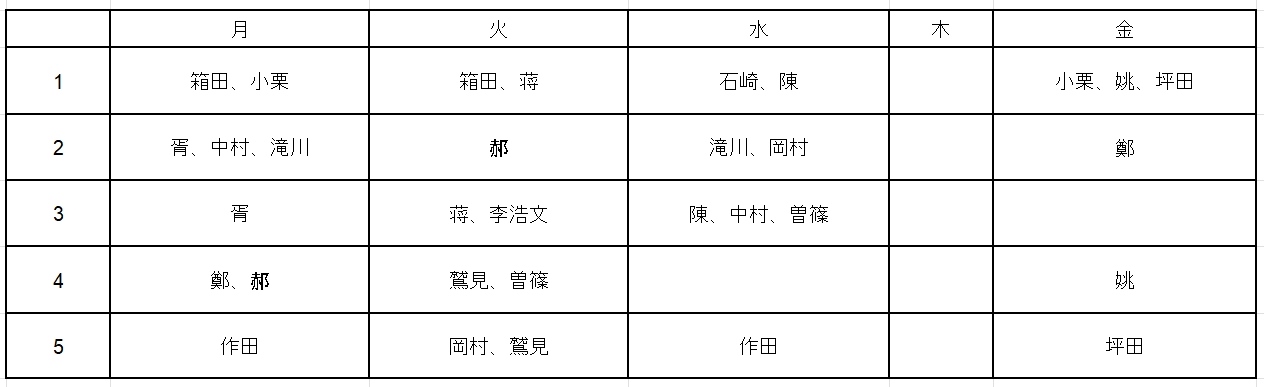 月 火 水 木 金
1 箱田、小栗 箱田、蒋 石崎、陳 小栗、姚、坪田
2 胥、中村、滝川 郝 滝川、岡村 鄭
3 胥 蒋、李浩文 陳、中村、曽篠
4 鄭、郝 鷲見、曽篠 姚
5 作田 岡村、鷲見 作田 坪田